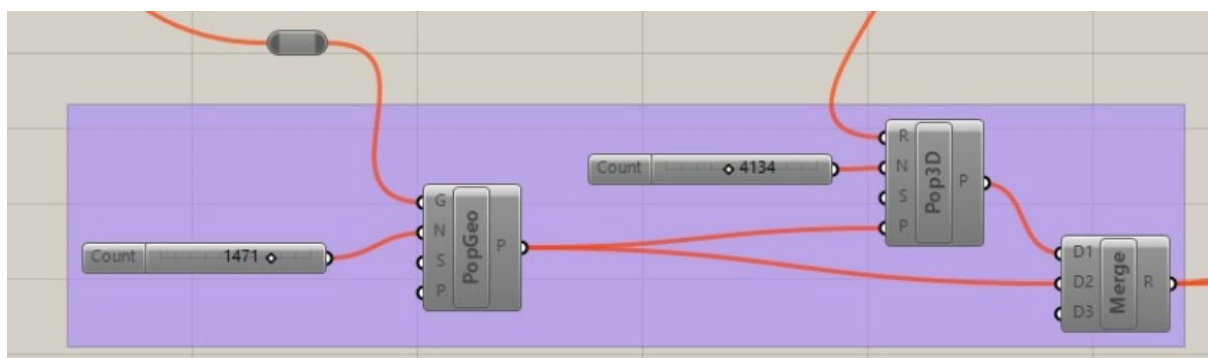 Count 1471
G
N
S
P
PopGeo
P
Count 4134
R
N
S
P
Pop3D
P
D1
D2
D3
Merge
R